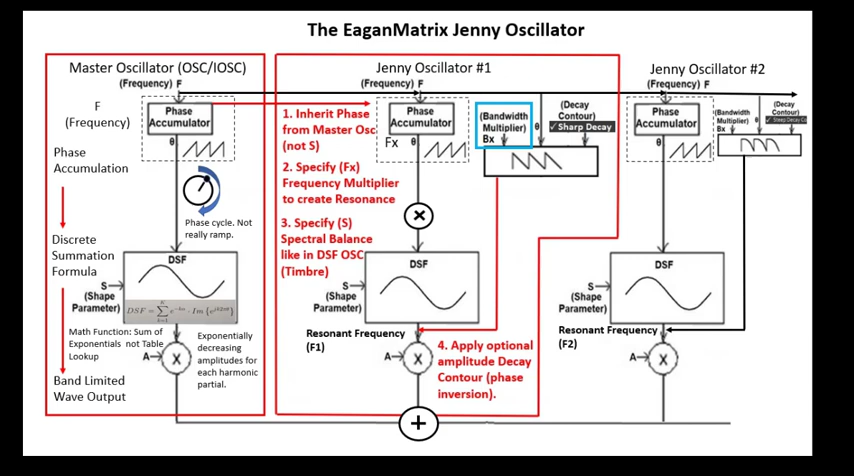 The EaganMatrix Jenny Oscillator
Master Oscillator (OSC/IOSC)
(Frequency) F
F
(Frequency)
Phase
Accumulator
θ
Phase
Accumulation
Phase cycle. Not
really ramp.
Discrete
Summation
Formula
DSF
S
(Shape
Parameter)
Math Function: Sum of
Exponentials not Table
Lookup
Exponentially
decreasing
amplitudes for
each harmonic
partial.
A
X
Band Limited
Wave Output
Jenny Oscillator #1
(Frequency) F
1. Inherit Phase
from Master Osc
(not S)
2. Specify (Fx)
Frequency Multiplier
to create Resonance
3. Specify (S)
Spectral Balance
like in DSF OSC
(Timbre)
Phase
Accumulator
Fx
θ
(Bandwidth
Multiplier)
Bx
θ
(Decay
Contour)
✓ Sharp Decay
X
DSF
S
(Shape
Parameter)
Resonant Frequency
(F1)
A
X
4. Apply optional
amplitude Decay
Contour (phase
inversion).
+
Jenny Oscillator #2
(Frequency) F
Phase
Accumulator
θ
(Bandwidth
Multiplier)
Bx
θ
(Decay
Contour)
DSF
S
(Shape
Parameter)
Resonant Frequency
(F2)
A
X